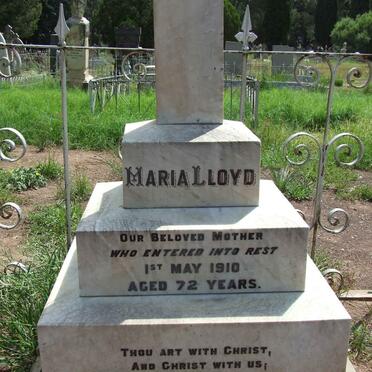 MARIA LLOYD
OUR BELOVED MOTHER
WHO ENTERED INTO REST
1ST MAY 1910
AGED 72 YEARS.
THOU ART WITH CHRIST,
AND CHRIST WITH US;